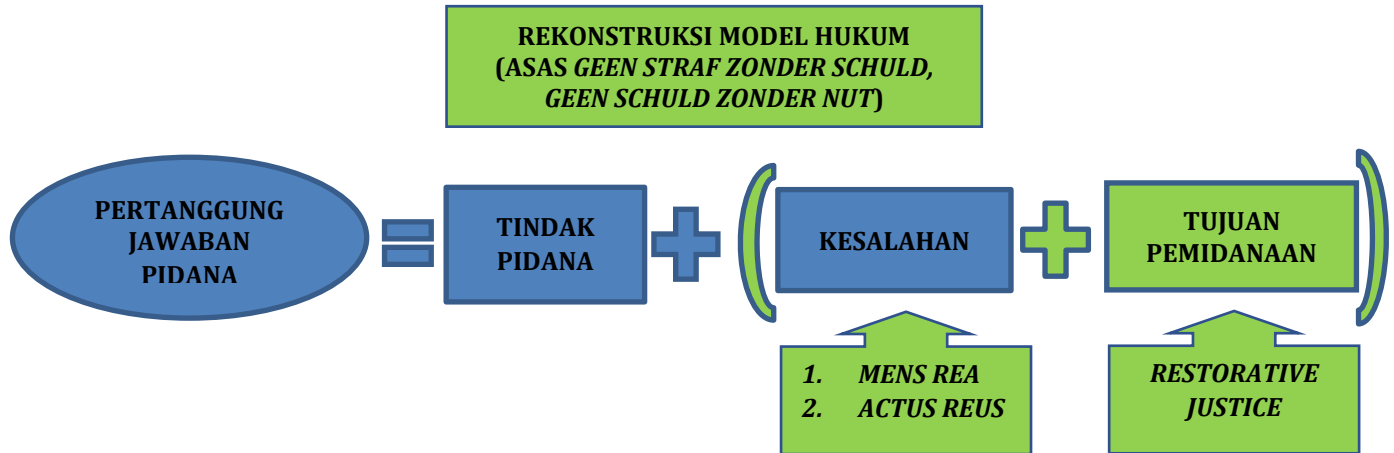 REKONSTRUKSI MODEL HUKUM
(ASAS GEEN STRAF ZONDER SCHULD,
GEEN SCHULD ZONDER NUT)
PERTANGGUNG
JAWABAN
PIDANA
TINDAK
PIDANA
KESALAHAN
TUJUAN
PEMIDANAAN
1. MENS REA
2. ACTUS REUS
RESTORATIVE
JUSTICE